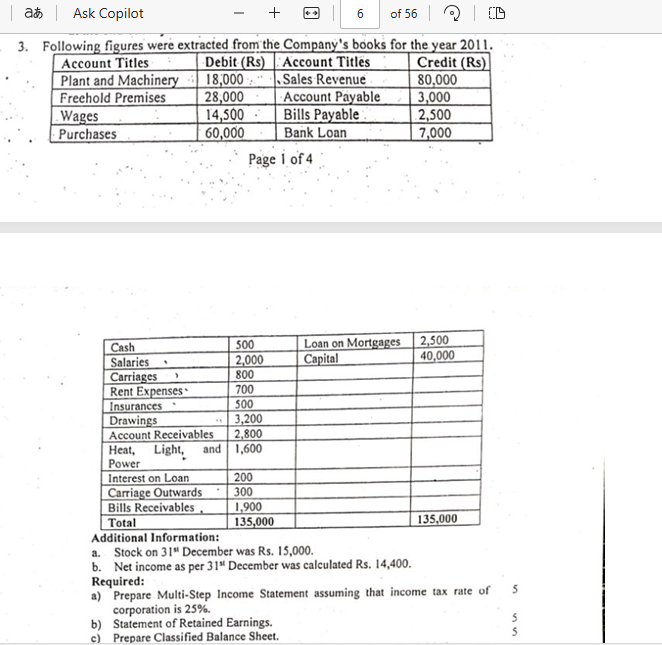 aあ Ask Copilot 6 of 56
3. Following figures were extracted from the Company's books for the year 2011.
Account Titles Debit (Rs) Account Titles Credit (Rs)
Plant and Machinery 18,000 Sales Revenue 80,000
Freehold Premises 28,000 Account Payable 3,000
Wages 14,500 Bills Payable 2,500
Purchases 60,000 Bank Loan 7,000
Page 1 of 4
Cash 500 Loan on Mortgages 2,500
Salaries 2,000 Capital 40,000
Carriages 800
Rent Expenses 700
Insurances 500
Drawings 3,200
Account Receivables 2,800
Heat, Light, and 1,600
Power
Interest on Loan 200
Carriage Outwards 300
Bills Receivables 1,900
Total 135,000 135,000
Additional Information:
a. Stock on 31st December was Rs. 15,000.
b. Net income as per 31st December was calculated Rs. 14,400.
Required:
a) Prepare Multi-Step Income Statement assuming that income tax rate of 5
corporation is 25%.
b) Statement of Retained Earnings. 5
c) Prepare Classified Balance Sheet. 5